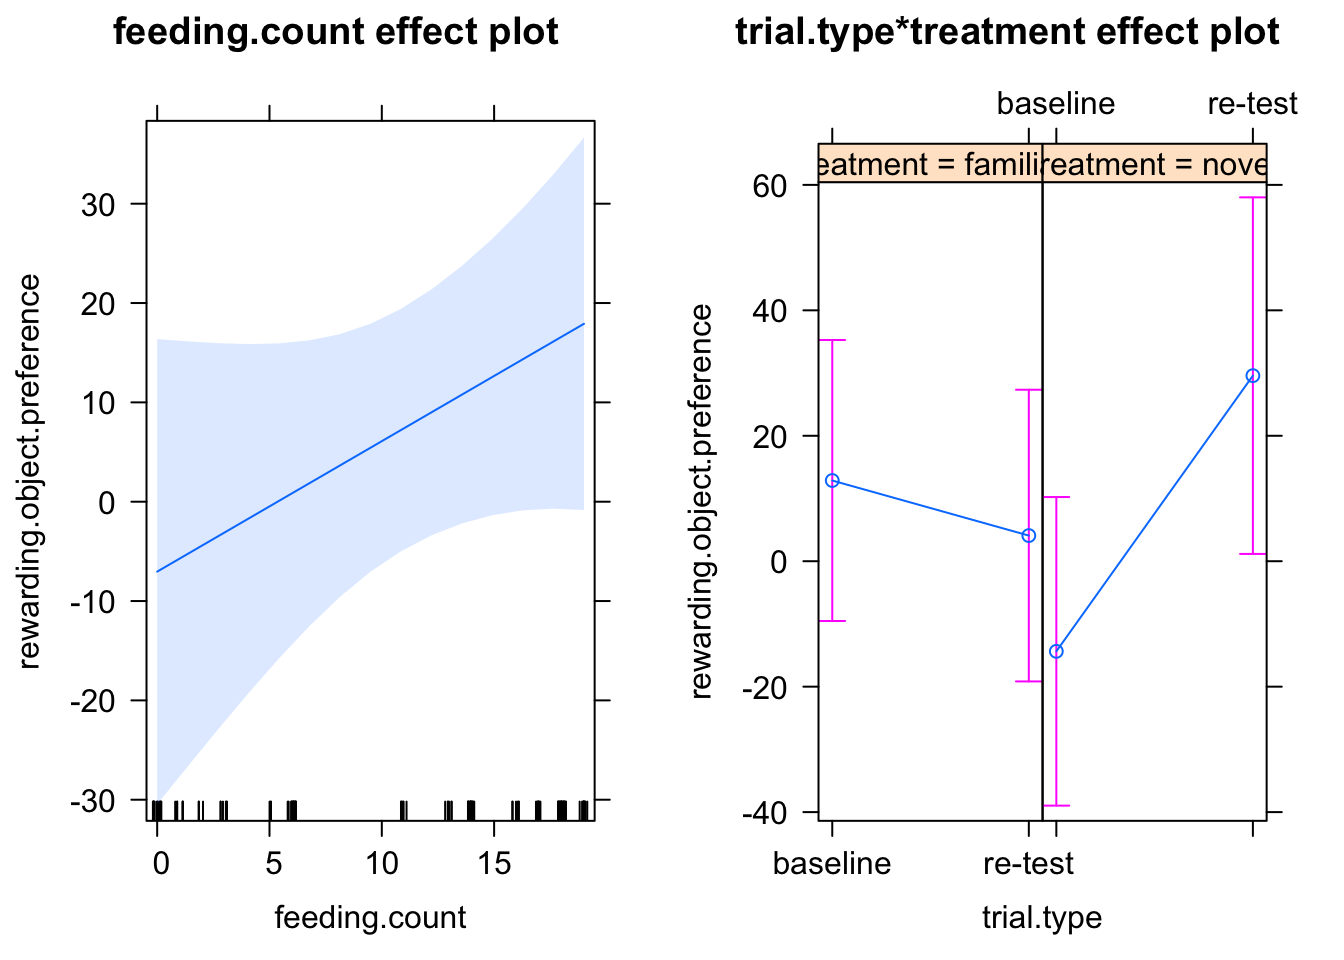 feeding.count effect plot
30
20
10
0
-10
-20
-30
0 5 10 15
rewarding.object.preference
feeding.count
trial.type*treatment effect plot
baseline re-test
eatment = famili reatment = nove
60
40
20
0
-20
-40
baseline re-test
rewarding.object.preference
trial.type